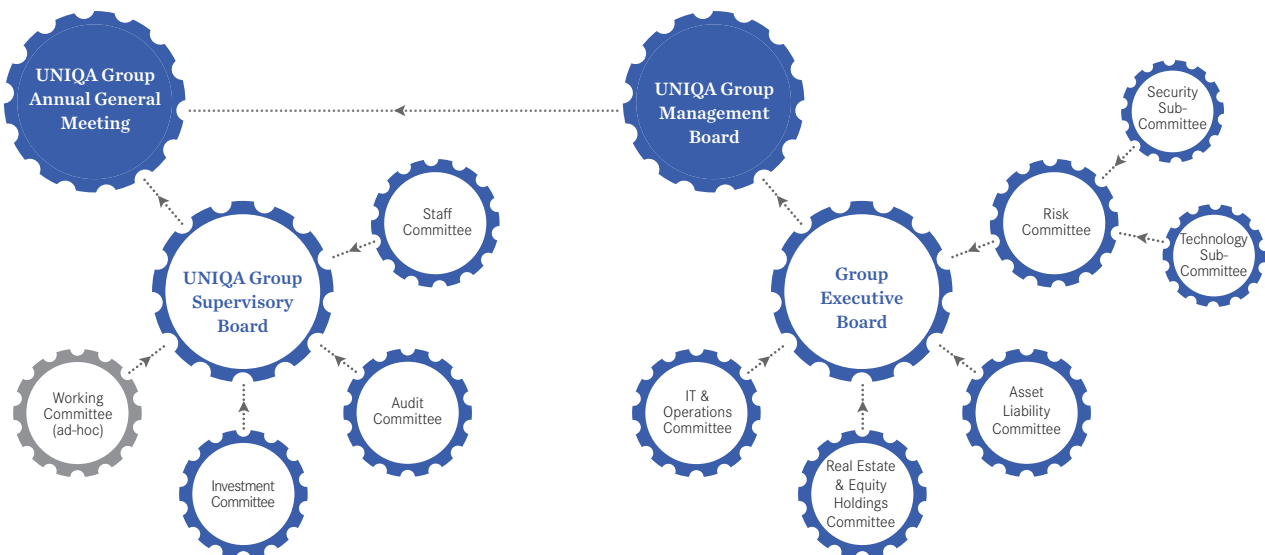 UNIQA Group
Annual General
Meeting
UNIQA Group
Management
Board
Security
Sub-
Committee
Staff
Committee
Risk
Committee
Technology
Sub-
Committee
UNIQA Group
Supervisory
Board
Group
Executive
Board
Working
Committee
(ad-hoc)
Audit
Committee
IT &
Operations
Committee
Asset
Liability
Committee
Investment
Committee
Real Estate
& Equity
Holdings
Committee